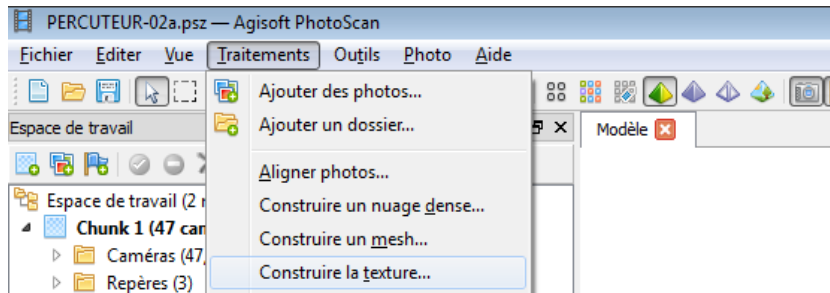 PERCUTEUR-02a.psz — Agisoft PhotoScan
Fichier Editer Vue Traitements Outils Photo Aide
Ajouter des photos...
Espace de travail Ajouter un dossier... Modèle
Aligner photos...
Espace de travail (2 Construire un nuage dense...
Chunk 1 (47 Construire un mesh...
Caméras (47,
Repères (3) Construire la texture...